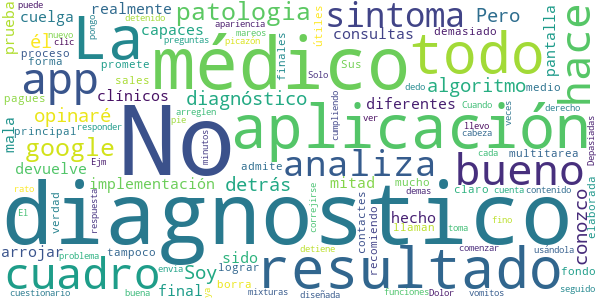 puede
apariencia
cuelga
pongo
detenido
mareos
patologia
sintoma
Pero
demasiado
hace
prueba
nuevo
él
realmente
clic
preguntas
finales
útiles
consultas
pantalla
La
médico
todo
capaces
proceso
promete
Solo
Sus
dedo
Cuando
medio
app
forma
sales
algoritmo
derecho
opinaré
clínicos
diagnóstico
diferentes
veces
ver
llevo
cabeza
pagues
mala
principal
responder
pie
arreglen
picazon
cumpliendo
No
aplicación
cada
multitarea
Depasiadas
google
Ejm
minutos
detrás
analiza
bueno
devuelve
implementación
admite
mitad
mucho
claro
elaborada
diagnostico
rato
verdad
respuesta
correjirse
contactes
recomiendo
hecho
demas
conozco
El
arrojar
tampoco
sido
llaman
cuenta
contenido
cuadro
Soy
resultado
detiene
toma
fino
usándola
problema
envia
lograr
comenzar
fondo
cuestionario
buena
final
borra
ya
mixturas
diseñada
funciones
Dolor
vomitos
seguido